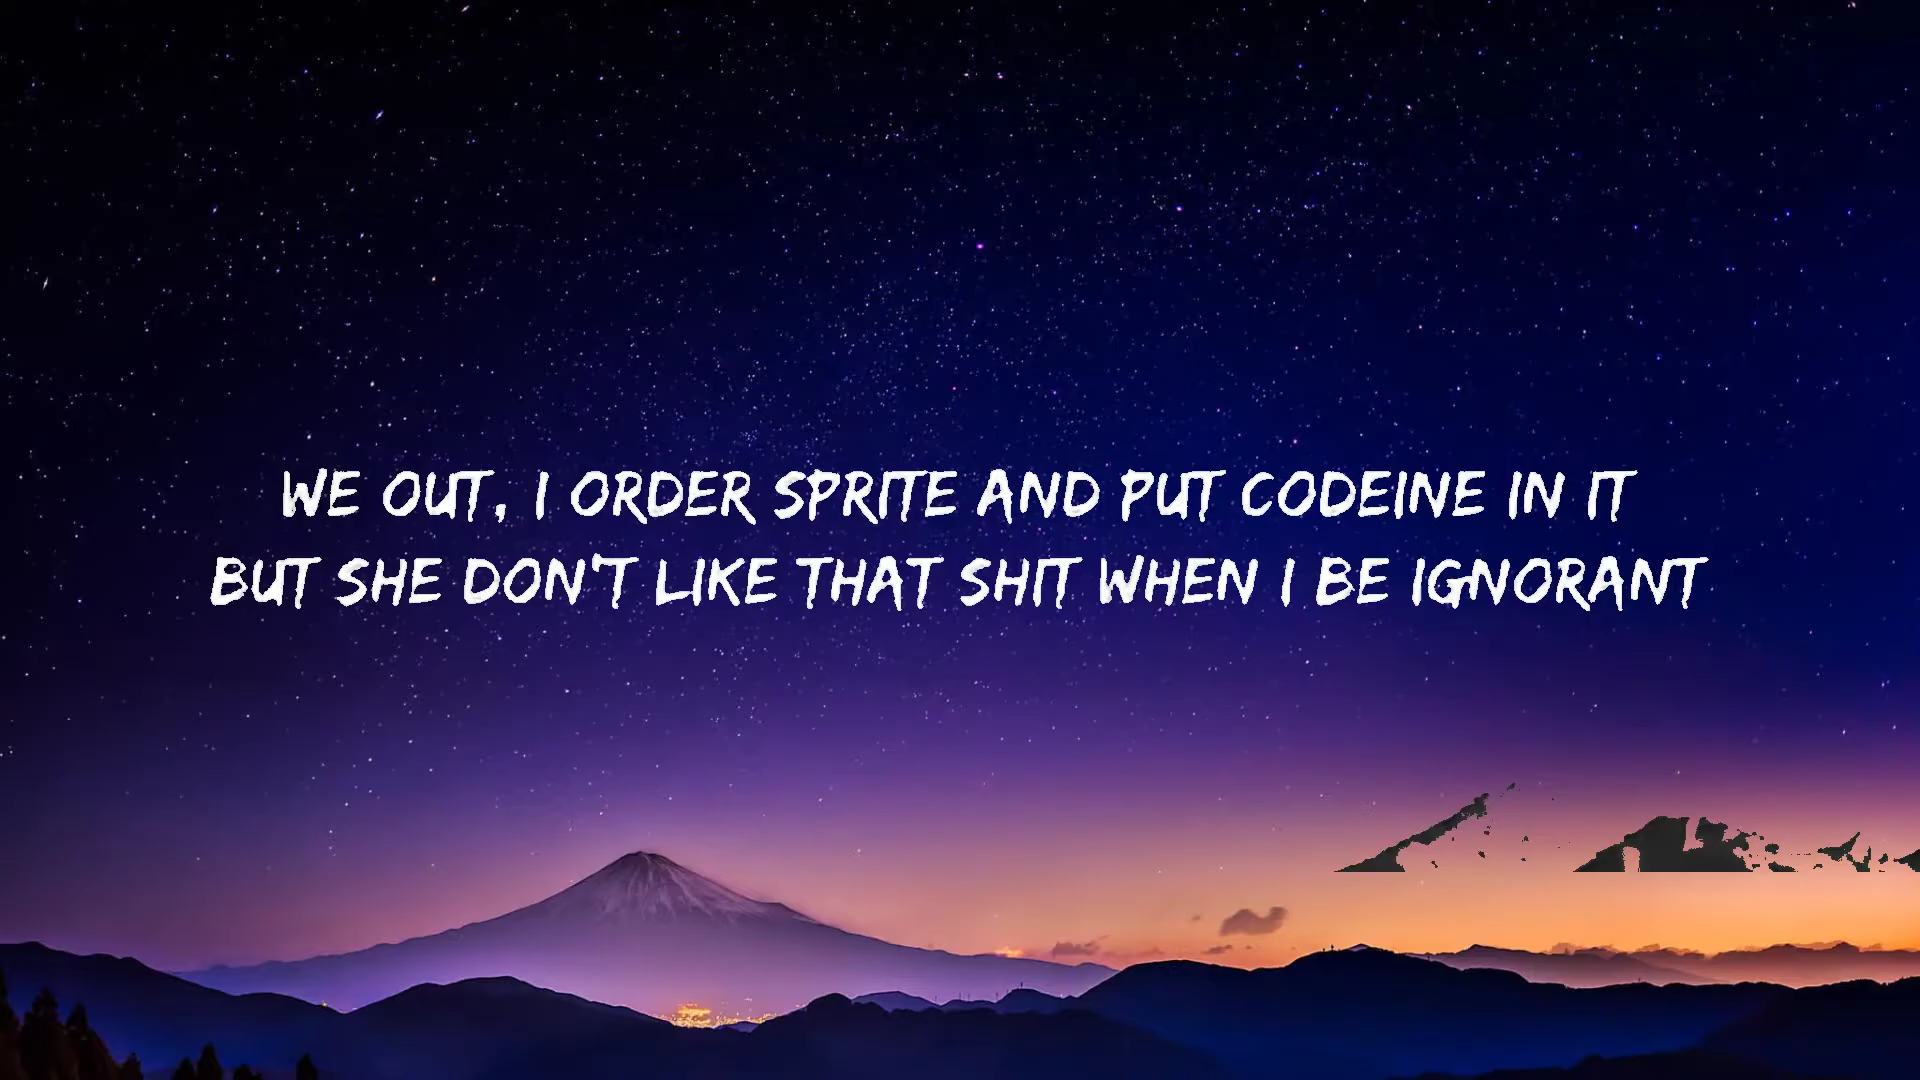 WE OUT, I ORDER SPRITE AND PUT CODEINE IN IT
BUT SHE DON'T LIKE THAT SHIT WHEN I BE IGNORANT